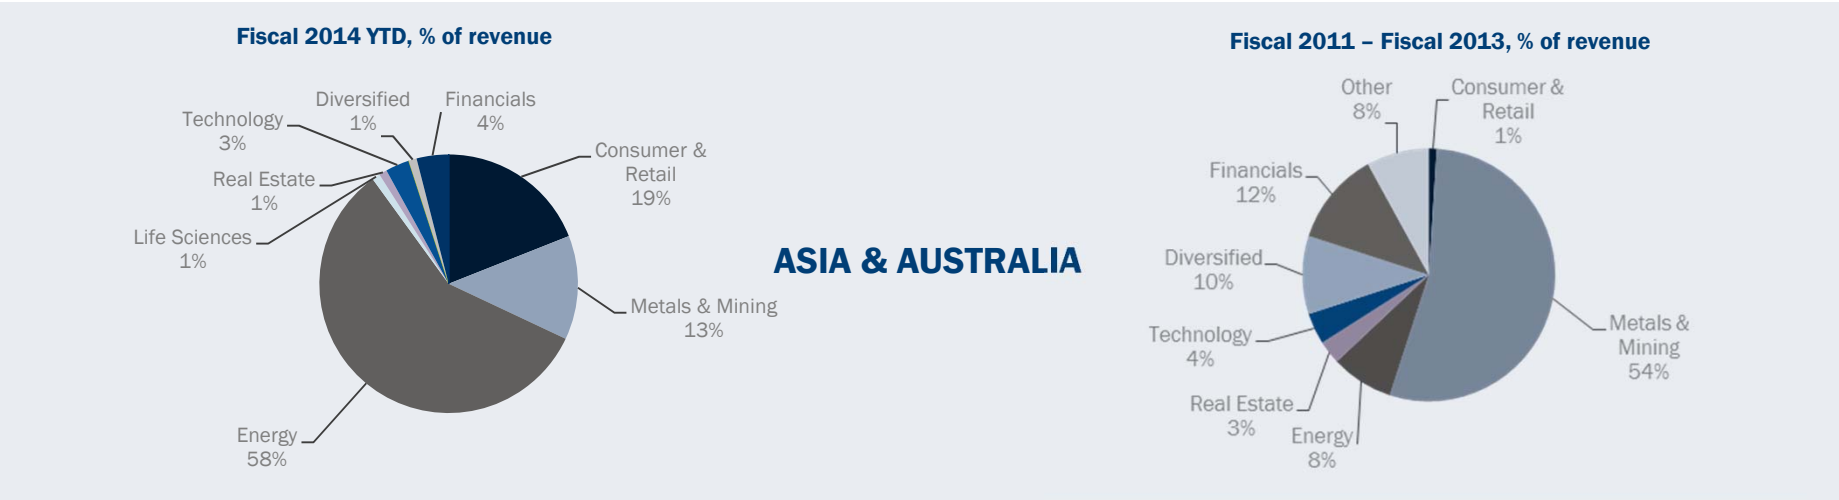 Fiscal 2014 YTD, % of revenue
Diversified
1%
Financials
4%
Technology
3%
Consumer &
Retail
19%
Real Estate
1%
Life Sciences
1%
Metals & Mining
13%
Energy
58%
ASIA & AUSTRALIA
Fiscal 2011 – Fiscal 2013, % of revenue
Other
8%
Consumer &
Retail
1%
Financials
12%
Diversified
10%
Technology
4%
Metals &
Mining
54%
Real Estate
3%
Energy
8%